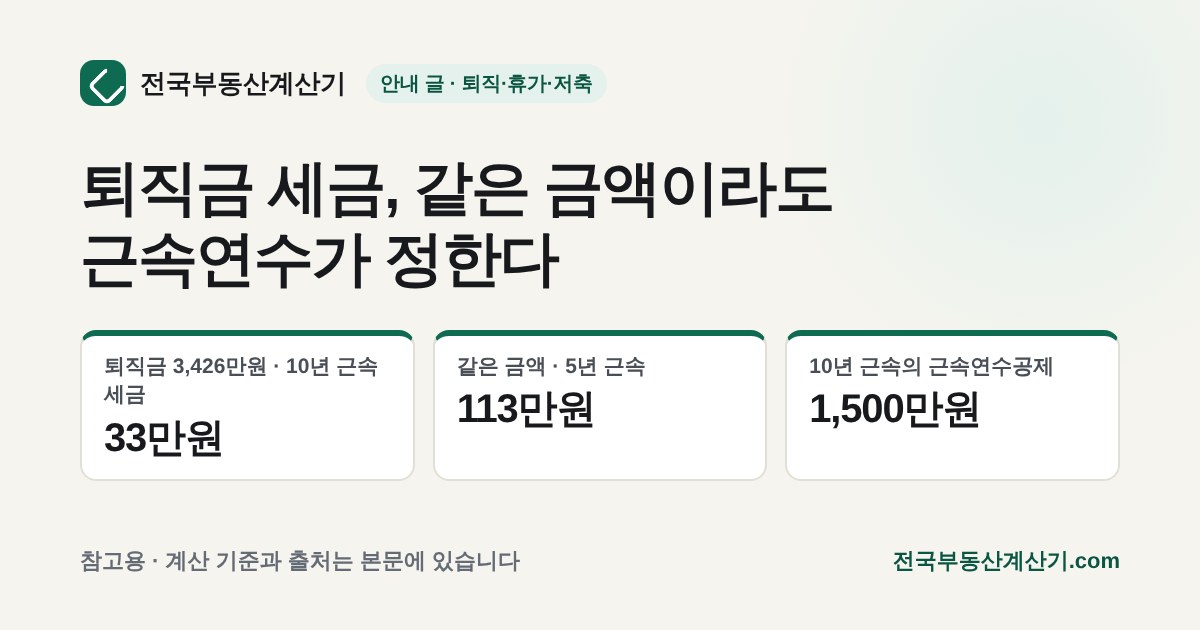 전국부동산계산기
안내 글 · 퇴직·휴가·저축
퇴직금 세금, 같은 금액이라도
근속연수가 정한다
퇴직금 3,426만원 · 10년 근속
세금
33만원
같은 금액 · 5년 근속
113만원
10년 근속의 근속연수공제
1,500만원
참고용 · 계산 기준과 출처는 본문에 있습니다
전국부동산계산기.com